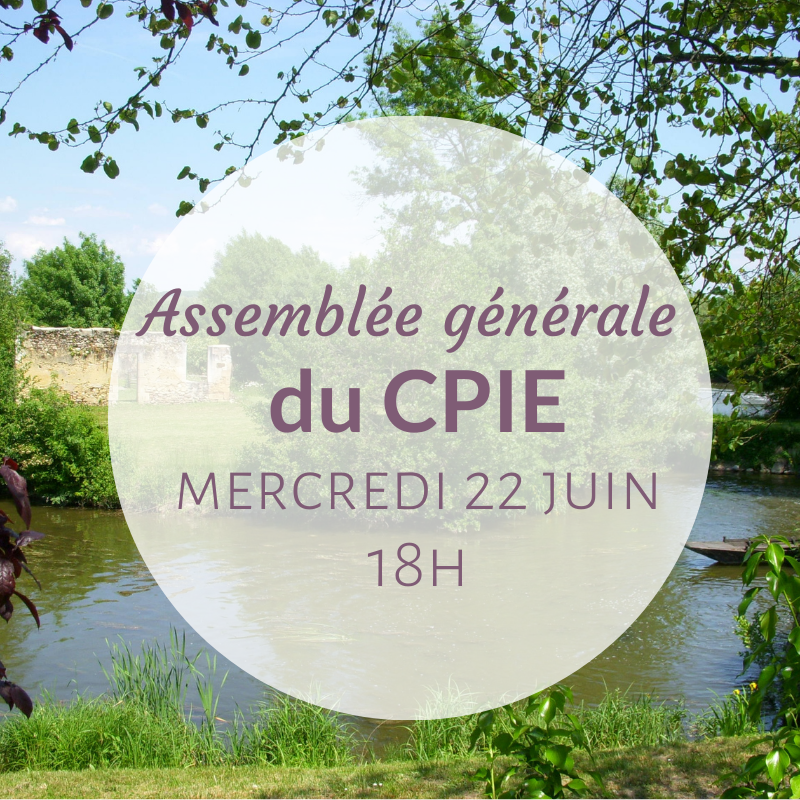 Assemblée générale
du CPIE
MERCREDI 22 JUIN
18H